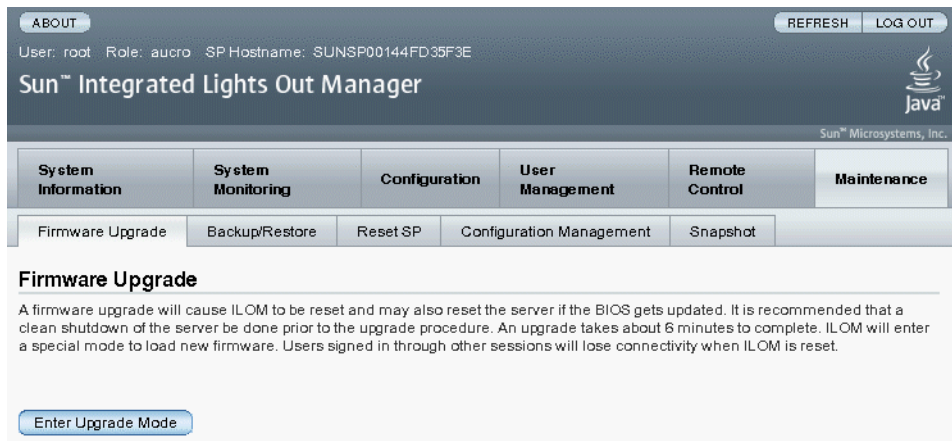 ABOUT
REFRESH LOG OUT
User: root Role: aucro SP Hostname: SUNSP00144FD35F3E
Sun™ Integrated Lights Out Manager
Java™
Sun™ Microsystems, Inc.
System Information
System Monitoring
Configuration
User Management
Remote Control
Maintenance
Firmware Upgrade Backup/Restore Reset SP Configuration Management Snapshot
Firmware Upgrade
A firmware upgrade will cause ILOM to be reset and may also reset the server if the BIOS gets updated. It is recommended that a
clean shutdown of the server be done prior to the upgrade procedure. An upgrade takes about 6 minutes to complete. ILOM will enter
a special mode to load new firmware. Users signed in through other sessions will lose connectivity when ILOM is reset.
Enter Upgrade Mode